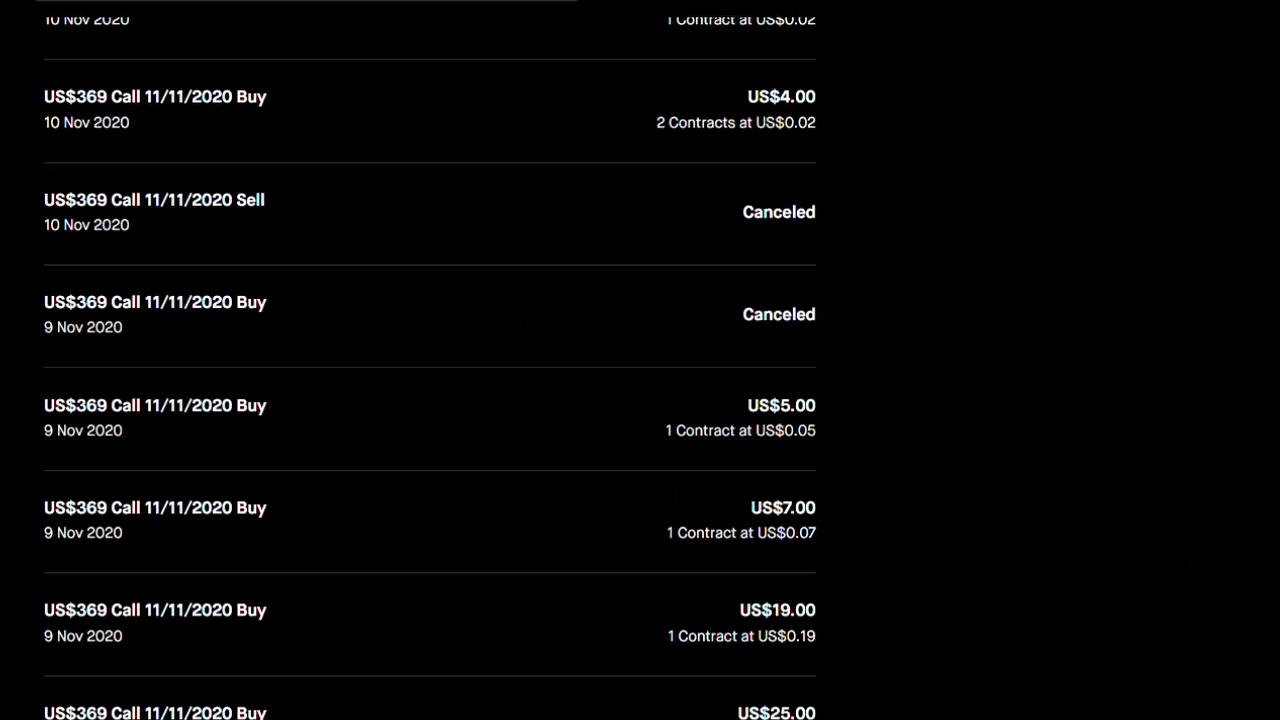 10 Nov 2020
1 Contract at US$0.02
US$369 Call 11/11/2020 Buy
US$4.00
10 Nov 2020
2 Contracts at US$0.02
US$369 Call 11/11/2020 Sell
10 Nov 2020
Canceled
US$369 Call 11/11/2020 Buy
9 Nov 2020
Canceled
US$369 Call 11/11/2020 Buy
US$5.00
9 Nov 2020
1 Contract at US$0.05
US$369 Call 11/11/2020 Buy
US$7.00
9 Nov 2020
1 Contract at US$0.07
US$369 Call 11/11/2020 Buy
US$19.00
9 Nov 2020
1 Contract at US$0.19
US$369 Call 11/11/2020 Buy
US$25.00